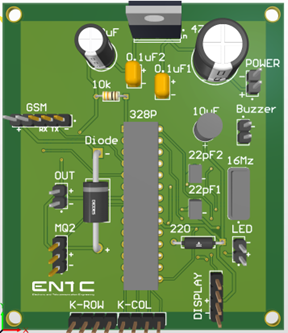 uF
47
0.1uF2
0.1uF1
POWER
10k
GSM
RX TX
328P
10uF
Buzzer
Diode
22pF2
16Mz
OUT
22pF1
MQ2
220
LED
ENTC
DISPLAY
K-ROW
K-COL